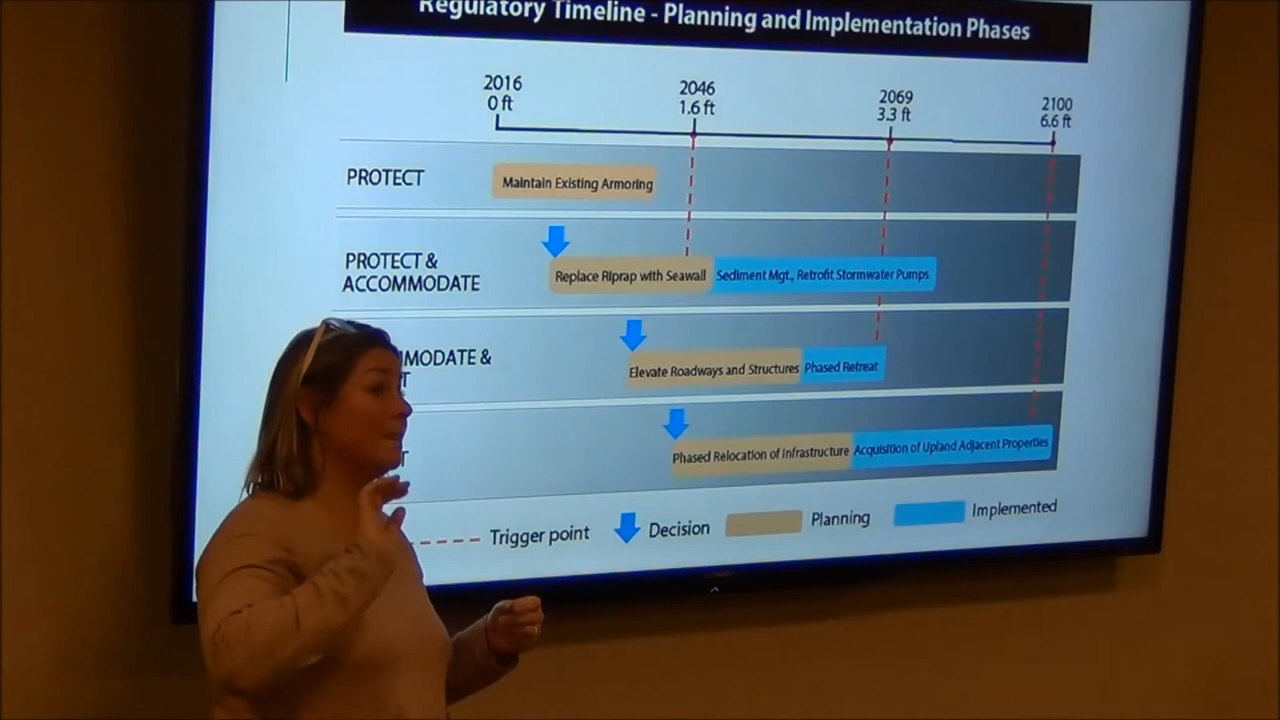 Regulatory Timeline - Planning and Implementation Phases
2016
0 ft
2046
1.6 ft
2069
3.3 ft
2100
6.6 ft
PROTECT
Maintain Existing Armoring
PROTECT &
ACCOMMODATE
Replace Riprap with Seawall
Sediment Mgt., Retrofit Stormwater Pumps
MODATE &
Elevate Roadways and Structures
Phased Retreat
Phased Relocation of Infrastructure
Acquisition of Upland Adjacent Properties
Trigger point
Decision
Planning
Implemented